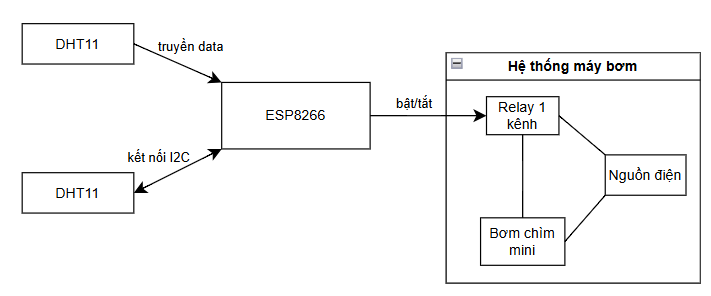 DHT11
truyền data
ESP8266
kết nối I2C
DHT11
bật/tắt
Hệ thống máy bơm
Relay 1
kênh
Nguồn điện
Bơm chìm
mini